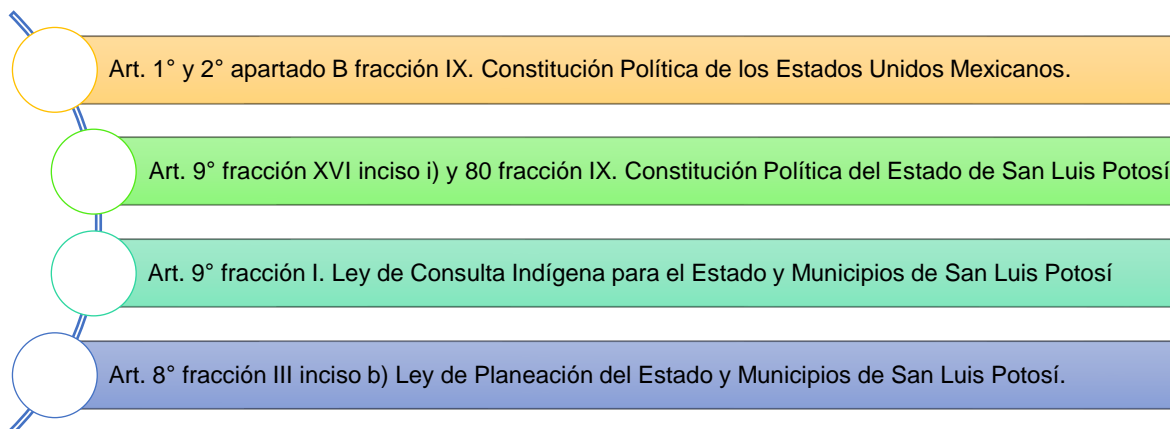 Art. 1° y 2° apartado B fracción IX. Constitución Política de los Estados Unidos Mexicanos.
Art. 9° fracción XVI inciso i) y 80 fracción IX. Constitución Política del Estado de San Luis Potosí
Art. 9° fracción I. Ley de Consulta Indígena para el Estado y Municipios de San Luis Potosí
Art. 8° fracción III inciso b) Ley de Planeación del Estado y Municipios de San Luis Potosí.